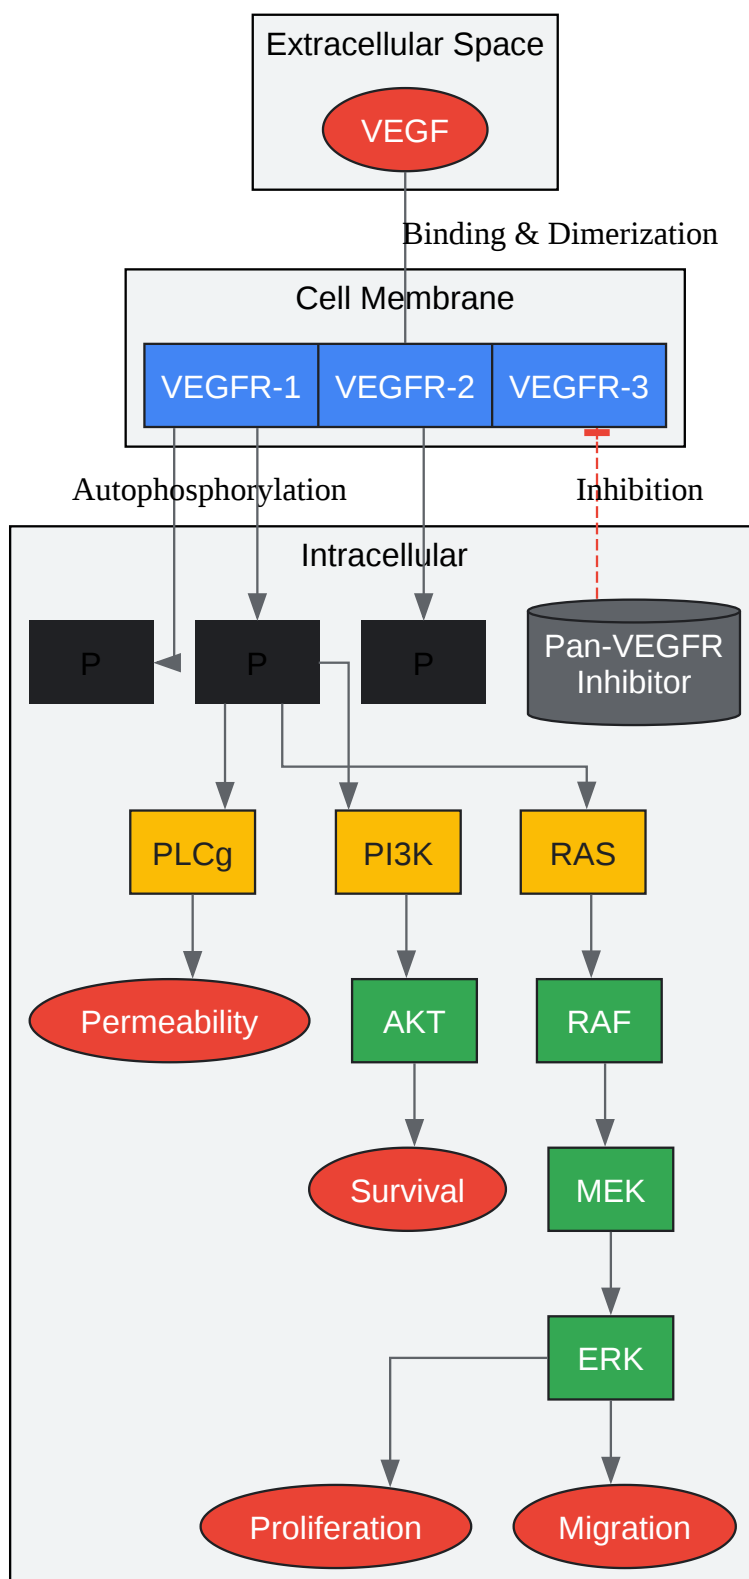 Extracellular Space
VEGF
Binding & Dimerization
Cell Membrane
VEGFR-1
VEGFR-2
VEGFR-3
Autophosphorylation
Inhibition
Intracellular
P
P
P
Pan-VEGFR
Inhibitor
PLCg
PI3K
RAS
Permeability
AKT
RAF
Survival
MEK
ERK
Proliferation
Migration